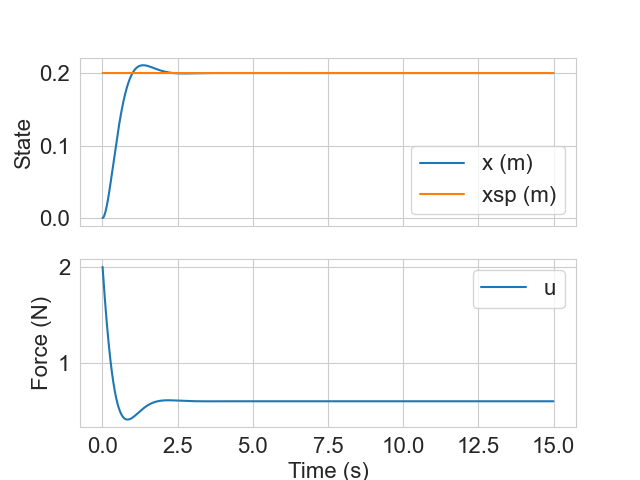 State
0.2
0.1
0.0
x (m)
xsp (m)
Force (N)
2
1
u
0.0 2.5 5.0 7.5 10.0 12.5 15.0
Time (s)